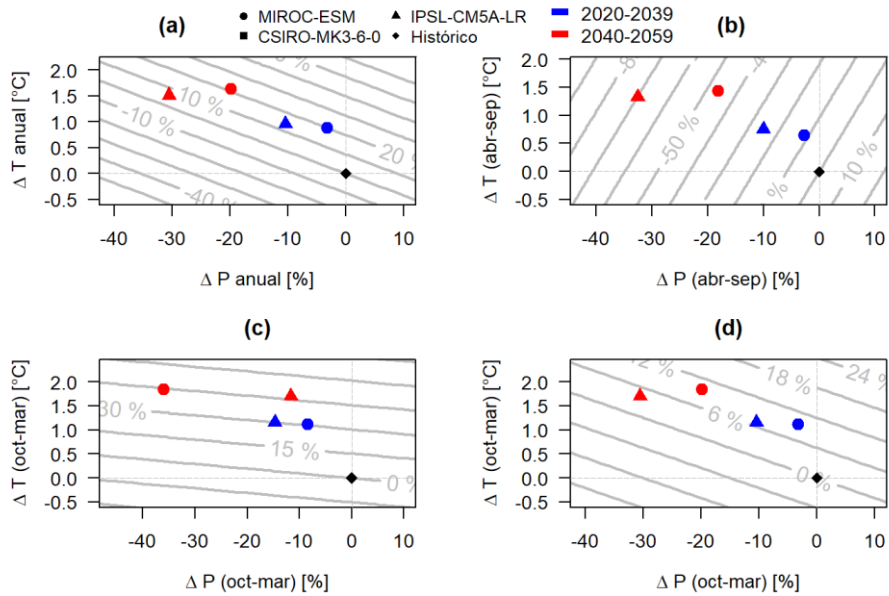 (a) MIROC-ESM IPSL-CM5A-LR 2020-2039
CSIRO-MK3-6-0 Histórico 2040-2059 (b)
Δ T anual [°C]
2.0
1.5
1.0
0.5
0.0
-0.5
10 %
-10 %
20 %
-40 %
-40 -30 -20 -10 0 10
Δ P anual [%]
Δ T (abr-sep) [°C]
2.0
1.5
1.0
0.5
0.0
-0.5
-50 %
%
10 %
-40 -30 -20 -10 0 10
Δ P (abr-sep) [%]
(c)
Δ T (oct-mar) [°C]
2.0
1.5
1.0
0.5
0.0
-0.5
30 %
15 %
0 %
-40 -30 -20 -10 0 10
Δ P (oct-mar) [%]
(d)
Δ T (oct-mar) [°C]
2.0
1.5
1.0
0.5
0.0
-0.5
12 %
18 %
24 %
6 %
0 %
-40 -30 -20 -10 0 10
Δ P (oct-mar) [%]